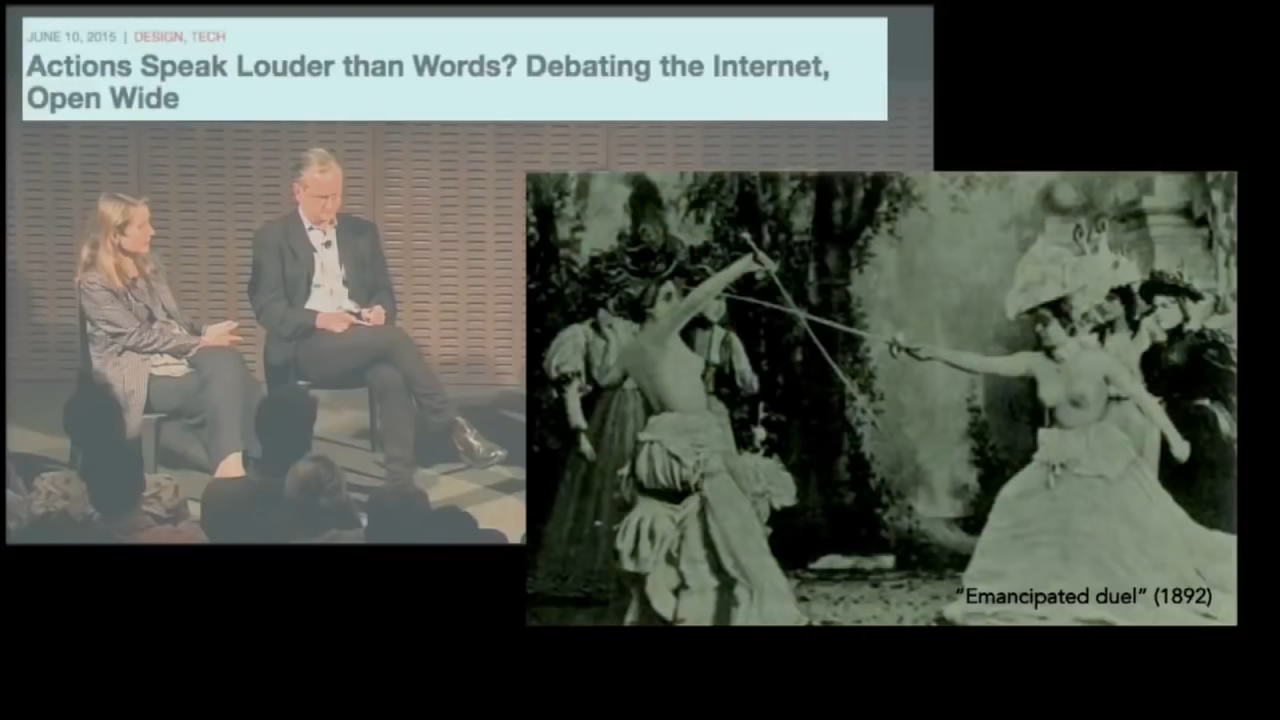 JUNE 10, 2015 | DESIGN, TECH
Actions Speak Louder than Words? Debating the Internet,
Open Wide
“Emancipated duel” (1892)